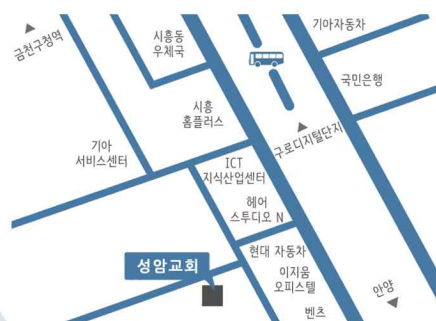 기아자동차
시흥동
우체국
금천구청역
국민은행
시흥
홈플러스
구로디지털단지
기아
서비스센터
ICT
지식산업센터
헤어
스투디오 N
현대 자동차
성암교회
이지움
오피스텔
안양
벤츠